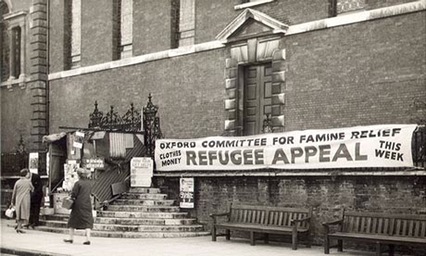 OXFORD COMMITTEE FOR FAMINE RELIEF
CLOTHES
MONEY
REFUGEE APPEAL
THIS
WEEK